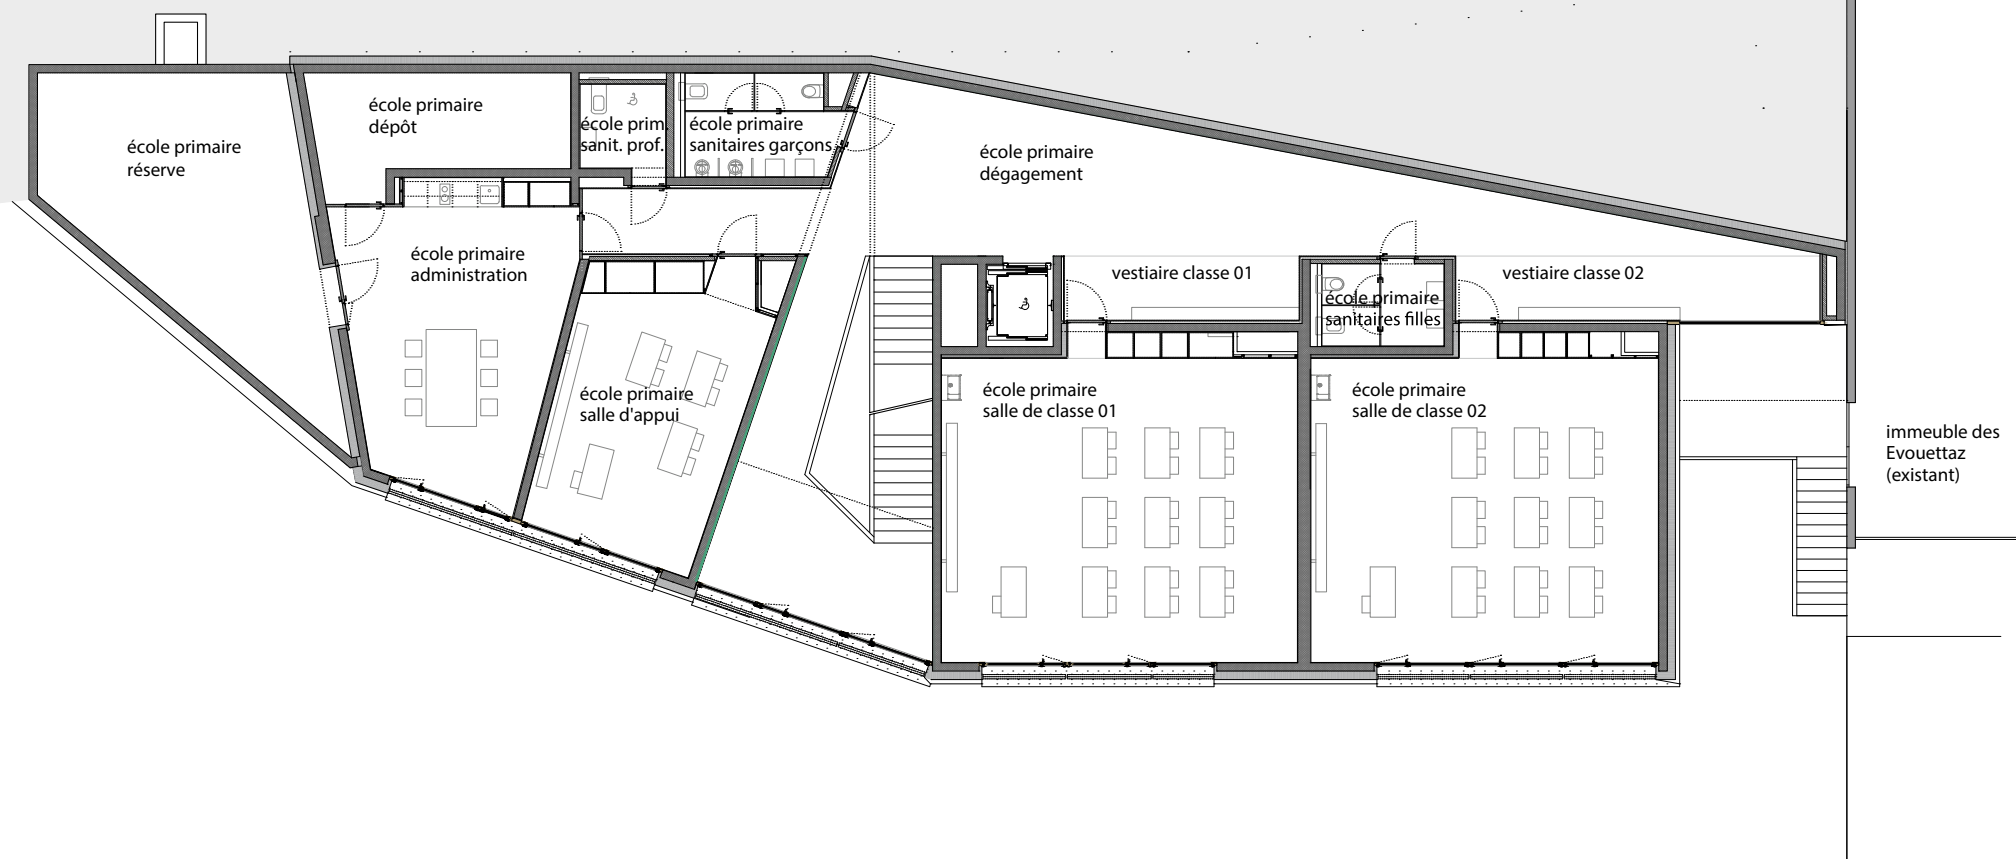 école primaire
réserve
école primaire
dépôt
école prim.
sanit. prof.
école primaire
sanitaires garçons
école primaire
dégagement
école primaire
administration
vestiaire classe 01
école primaire
sanitaires filles
vestiaire classe 02
école primaire
salle d'appui
école primaire
salle de classe 01
école primaire
salle de classe 02
immeuble des
Evouettaz
(existant)